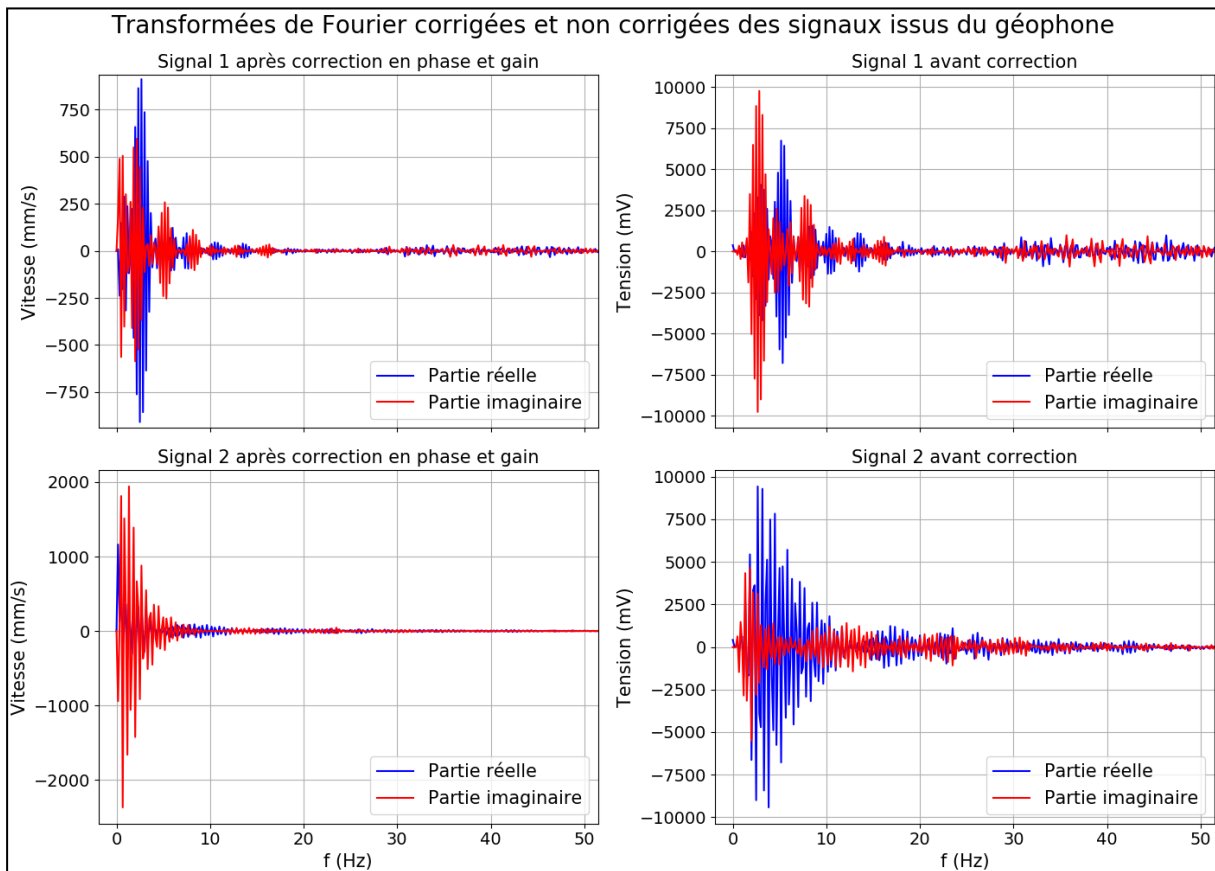 Transformées de Fourier corrigées et non corrigées des signaux issus du géophone
Signal 1 après correction en phase et gain
Vitesse (mm/s)
750
500
250
0
−250
−500
−750
Partie réelle
Partie imaginaire
Signal 1 avant correction
Tension (mV)
10000
7500
5000
2500
0
−2500
−5000
−7500
−10000
Partie réelle
Partie imaginaire
Signal 2 après correction en phase et gain
Vitesse (mm/s)
2000
1000
0
−1000
−2000
Partie réelle
Partie imaginaire
0 10 20 30 40 50
f (Hz)
Signal 2 avant correction
Tension (mV)
10000
7500
5000
2500
0
−2500
−5000
−7500
−10000
Partie réelle
Partie imaginaire
0 10 20 30 40 50
f (Hz)